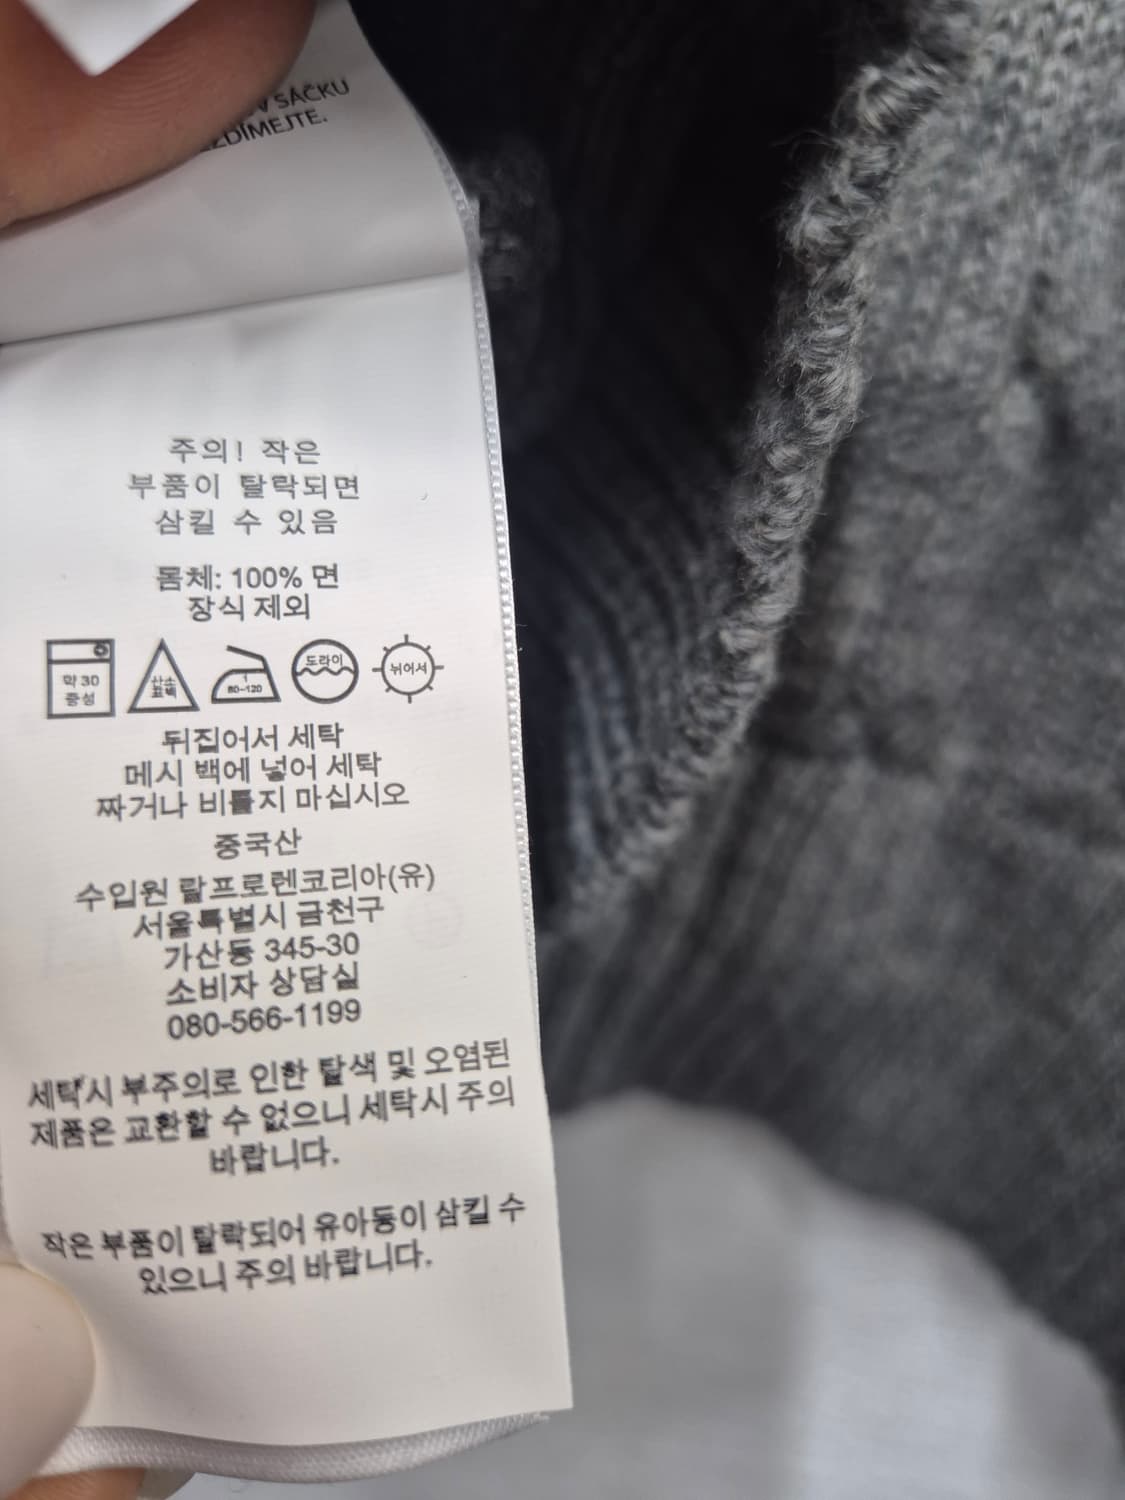 SÁČKU
주의! 작은
부품이 탈락되면
삼킬 수 있음
몸체: 100% 면
장식 제외
약 30
중성
산소
표백
1
80-120
도라이
뉘어서
뒤집어서 세탁
메시 백에 넣어 세탁
짜거나 비틀지 마십시오
중국산
수입원 랄프로렌코리아(유)
서울특별시 금천구
가산동 345-30
소비자 상담실
080-566-1199
세탁시 부주의로 인한 탈색 및 오염된
제품은 교환할 수 없으니 세탁시 주의
바랍니다.
작은 부품이 탈락되어 유아동이 삼킬 수
있으니 주의 바랍니다.